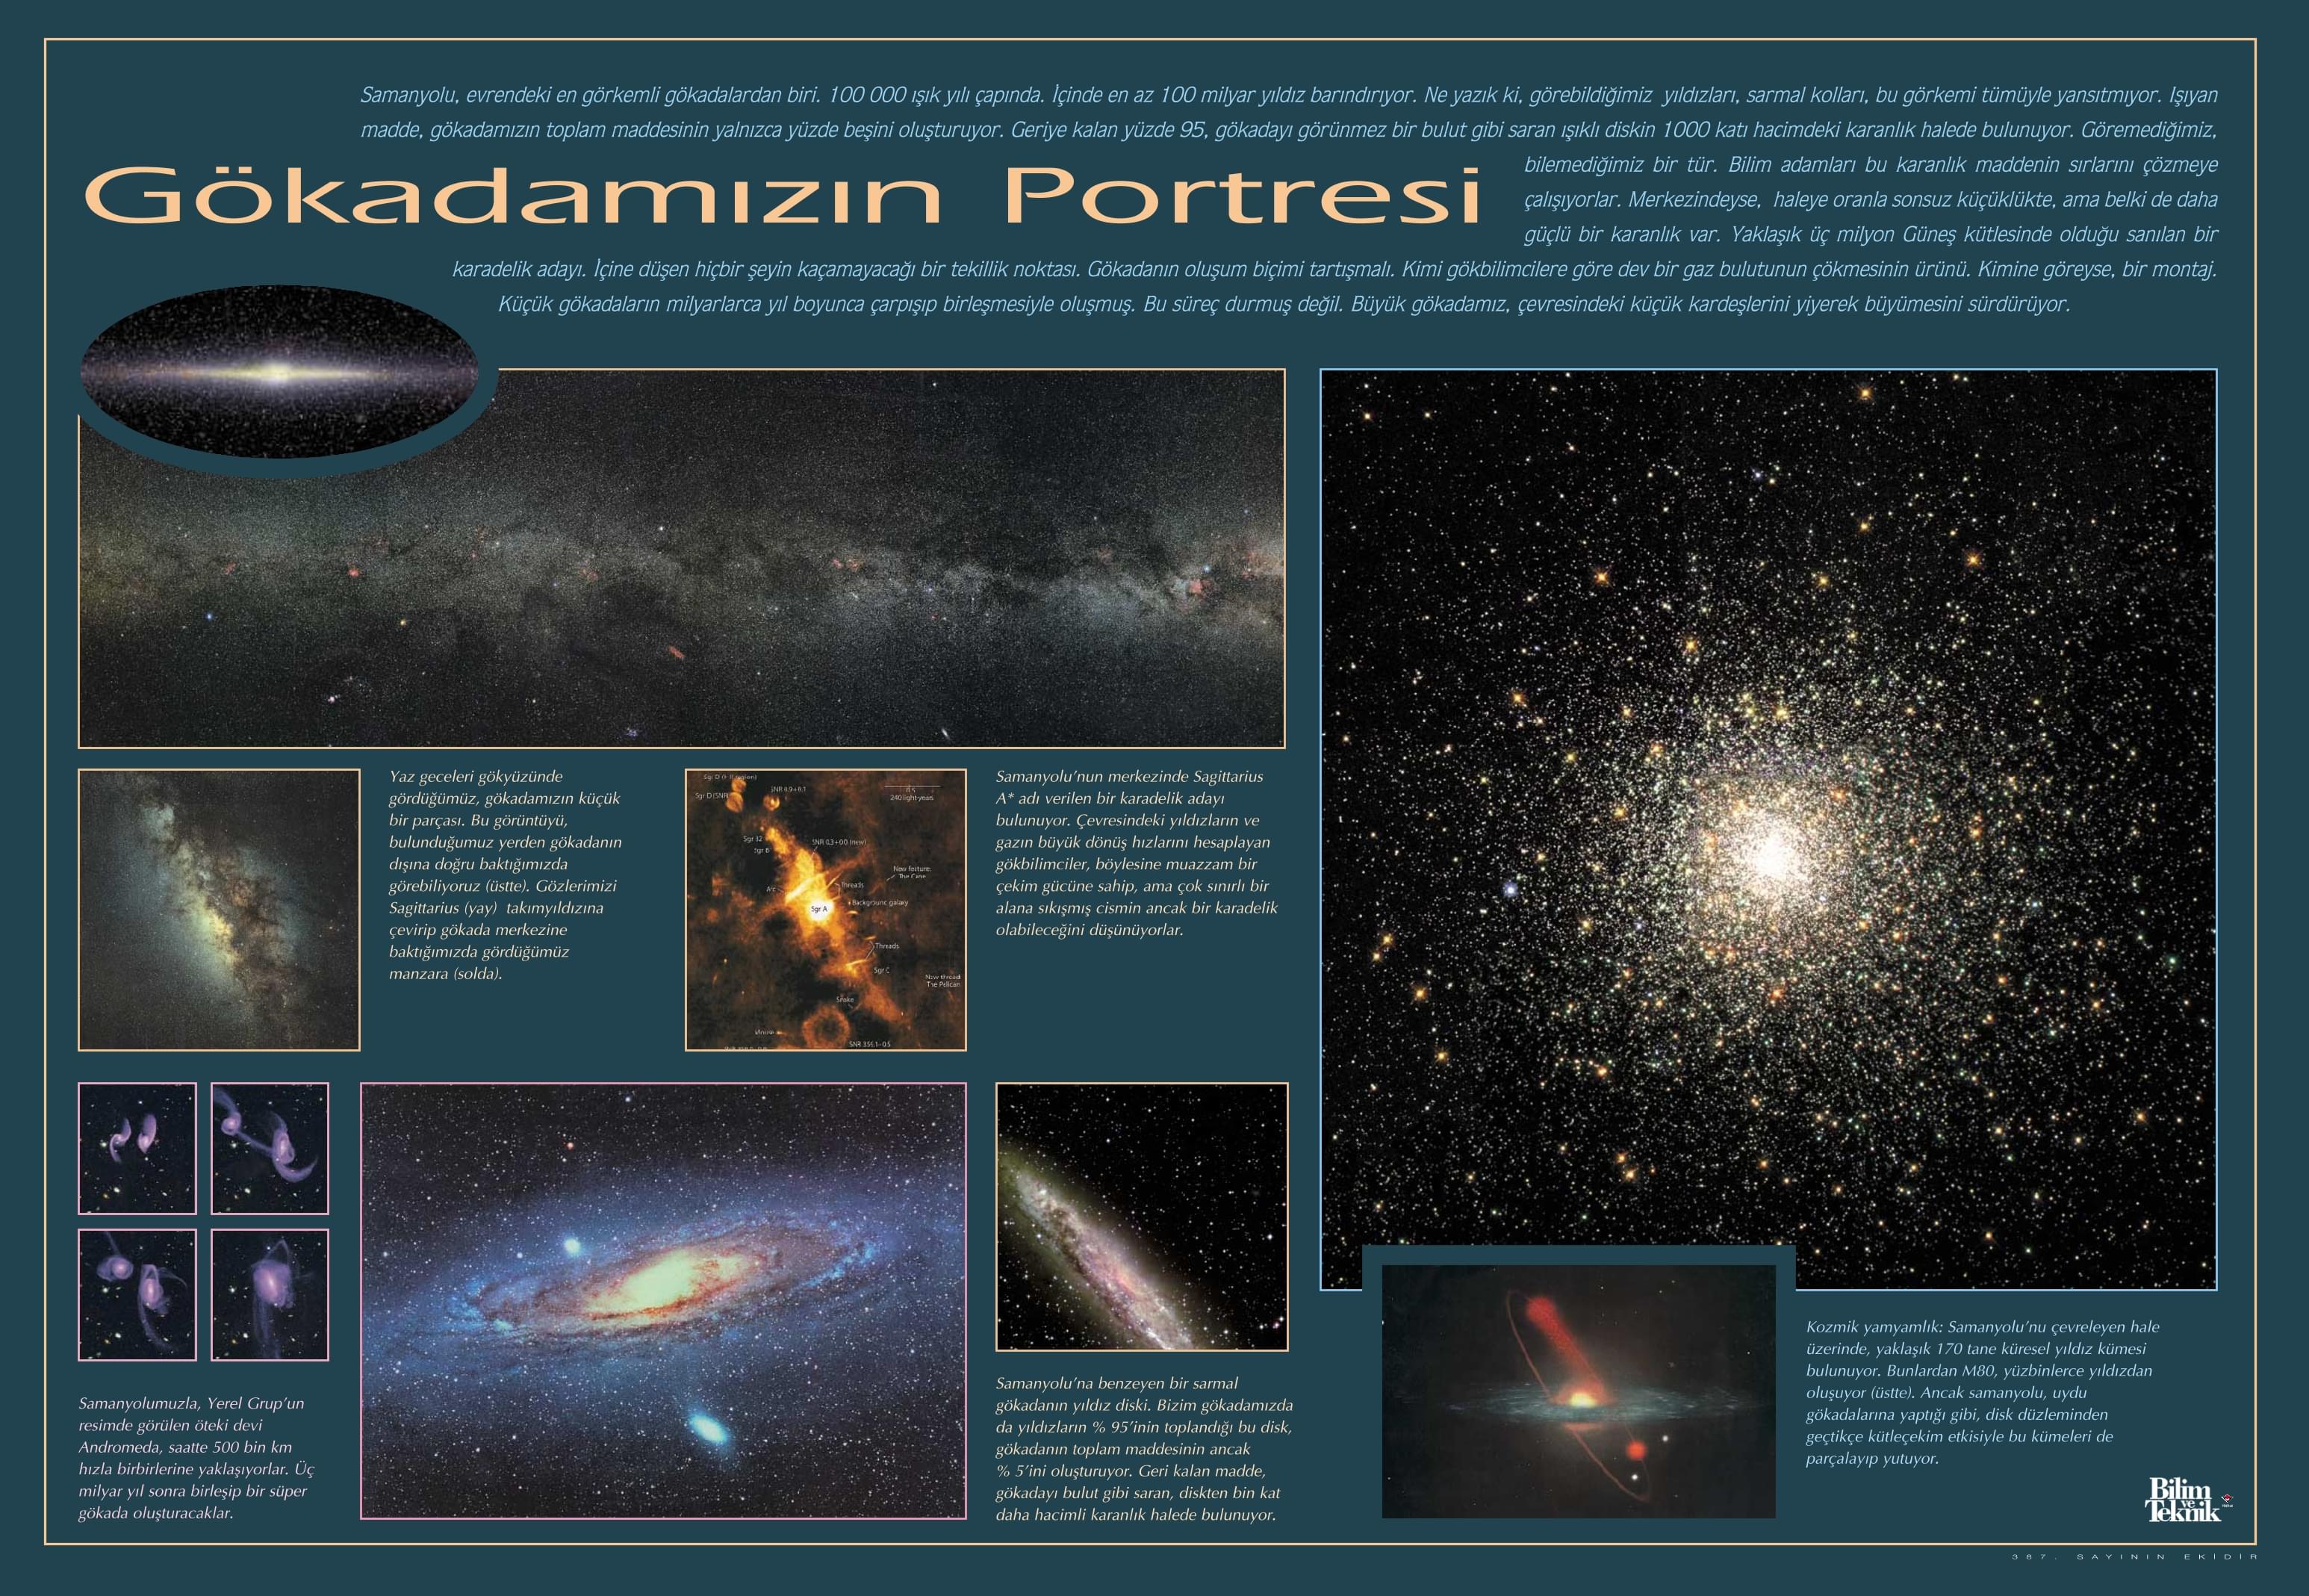 Samanyolu, evrendeki en görkemli gökadalardan biri. 100 000 ışık yılı çapında. İçinde en az 100 milyar yıldız barındırıyor. Ne yazık ki, görebildiğimiz yıldızları, sarmal kolları, bu görkemi tümüyle yansıtmıyor. Işıyan
madde, gökadamızın toplam maddesinin yalnızca yüzde beşini oluşturuyor. Geriye kalan yüzde 95, gökadayı görünmez bir bulut gibi saran ışıklı diskin 1000 katı hacimdeki karanlık halede bulunuyor. Göremediğimiz,
Gökadamızın Portresi
bilemediğimiz bir tür. Bilim adamları bu karanlık maddenin sırlarını çözmeye
çalışıyorlar. Merkezindeyse, haleye oranla sonsuz küçüklükte, ama belki de daha
güçlü bir karanlık var. Yaklaşık üç milyon Güneş kütlesinde olduğu sanılan bir
karadelik adayı. İçine düşen hiçbir şeyin kaçamayacağı bir tekillik noktası. Gökadanın oluşum biçimi tartışmalı. Kimi gökbilimcilere göre dev bir gaz bulutunun çökmesinin ürünü. Kimine göreyse, bir montaj.
Küçük gökadaların milyarlarca yıl boyunca çarpışıp birleşmesiyle oluşmuş. Bu süreç durmuş değil. Büyük gökadamız, çevresindeki küçük kardeşlerini yiyerek büyümesini sürdürüyor.
Yaz geceleri gökyüzünde
gördüğümüz, gökadamızın küçük
bir parçası. Bu görüntüyü,
bulunduğumuz yerden gökadanın
dışına doğru baktığımızda
görebiliyoruz (üstte). Gözlerimizi
Sagittarius (yay) takımyıldızına
çevirip gökada merkezine
baktığımızda gördüğümüz
manzara (solda).
Sgr D (SNR)
SNR 0.9+0.1
240 light-years
Sgr B2
Sgr B
SNR 0.3+0.0 (new)
New feature:
The Cane
Arc
Threads
Background galaxy
Sgr A
Threads
Sgr C
New thread
The Pelican
Snake
Mouse
SNR 359.1–0.5
Samanyolu’nun merkezinde Sagittarius
A* adı verilen bir karadelik adayı
bulunuyor. Çevresindeki yıldızların ve
gazın büyük dönüş hızlarını hesaplayan
gökbilimciler, böylesine muazzam bir
çekim gücüne sahip, ama çok sınırlı bir
alana sıkışmış cismin ancak bir karadelik
olabileceğini düşünüyorlar.
Samanyolumuzla, Yerel Grup’un
resimde görülen öteki devi
Andromeda, saatte 500 bin km
hızla birbirlerine yaklaşıyorlar. Üç
milyar yıl sonra birleşip bir süper
gökada oluşturacaklar.
Samanyolu’na benzeyen bir sarmal
gökadanın yıldız diski. Bizim gökadamızda
da yıldızların % 95’inin toplandığı bu disk,
gökadanın toplam maddesinin ancak
% 5’ini oluşturuyor. Geri kalan madde,
gökadayı bulut gibi saran, diskten bin kat
daha hacimli karanlık halede bulunuyor.
Kozmik yamyamlık: Samanyolu’nu çevreleyen hale
üzerinde, yaklaşık 170 tane küresel yıldız kümesi
bulunuyor. Bunlardan M80, yüzbinlerce yıldızdan
oluşuyor (üstte). Ancak samanyolu, uydu
gökadalarına yaptığı gibi, disk düzleminden
geçtikçe kütleçekim etkisiyle bu kümeleri de
parçalayıp yutuyor.
Bilim
ve
Teknik
387. SAYININ EKİDİR